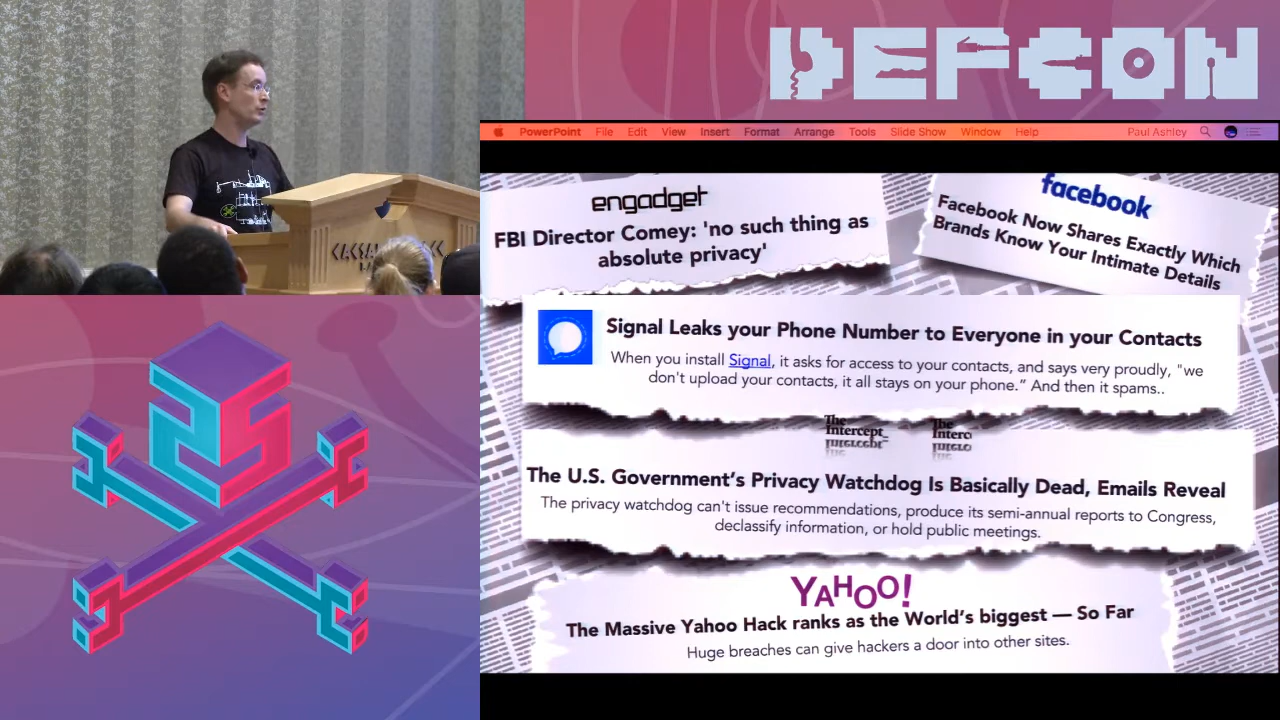 DEFCON
PowerPoint File Edit View Insert Format Arrange Tools Slide Show Window Help Paul Ashley
engadget
FBI Director Comey: 'no such thing as
absolute privacy'
facebook
Facebook Now Shares Exactly Which
Brands Know Your Intimate Details
Signal Leaks your Phone Number to Everyone in your Contacts
When you install Signal, it asks for access to your contacts, and says very proudly, "we
don't upload your contacts, it all stays on your phone.” And then it spams..
The
Intercept_
The
Interc
The U.S. Government’s Privacy Watchdog Is Basically Dead, Emails Reveal
The privacy watchdog can't issue recommendations, produce its semi-annual reports to Congress,
declassify information, or hold public meetings.
YAHOO!
The Massive Yahoo Hack ranks as the World’s biggest — So Far
Huge breaches can give hackers a door into other sites.